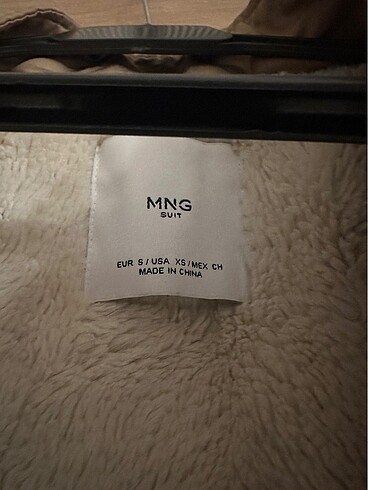 MNG
SUIT
EUR S / USA XS / MEX CH
MADE IN CHINA